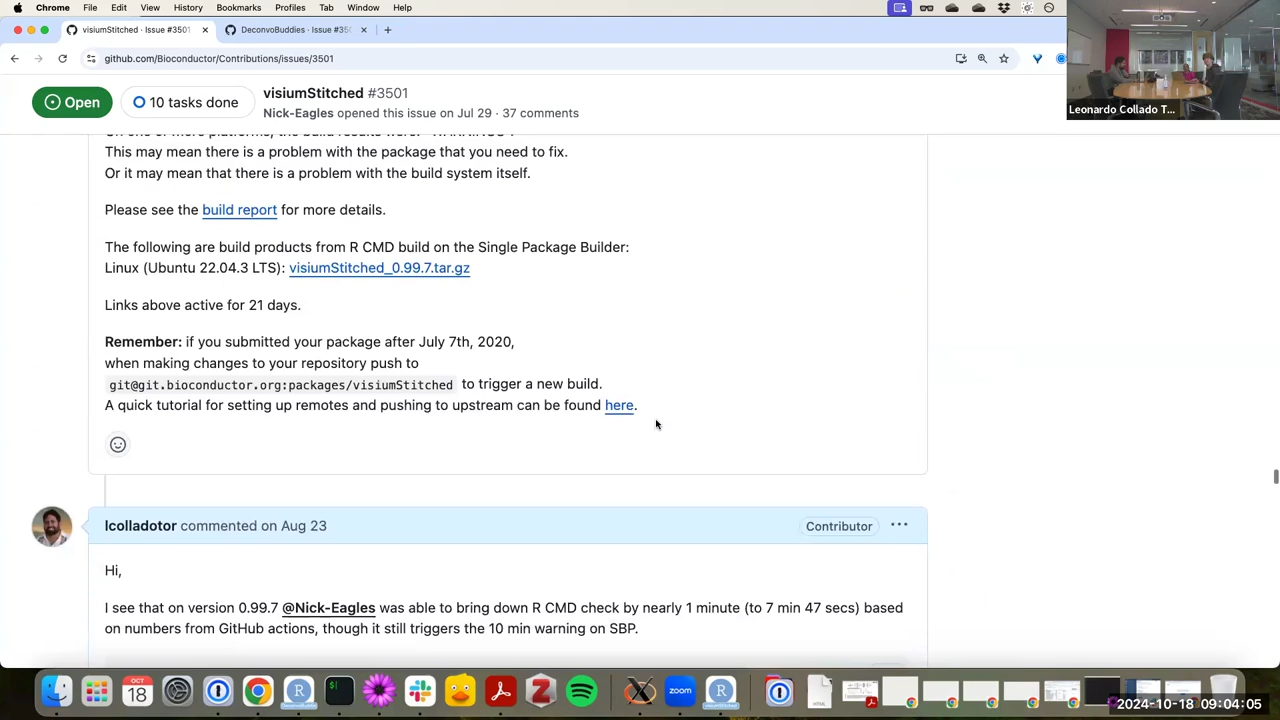 Chrome File Edit View History Bookmarks Profiles Tab Window Help
visiumStitched · Issue #3501
DeconvoBuddies · Issue #35
github.com/Bioconductor/Contributions/issues/3501
Leonardo Collado T...
Open
10 tasks done
visiumStitched #3501
Nick-Eagles opened this issue on Jul 29 · 37 comments
This may mean there is a problem with the package that you need to fix.
Or it may mean that there is a problem with the build system itself.
Please see the build report for more details.
The following are build products from R CMD build on the Single Package Builder:
Linux (Ubuntu 22.04.3 LTS): visiumStitched_0.99.7.tar.gz
Links above active for 21 days.
Remember: if you submitted your package after July 7th, 2020,
when making changes to your repository push to
git@git.bioconductor.org:packages/visiumStitched to trigger a new build.
A quick tutorial for setting up remotes and pushing to upstream can be found here.
lcolladotor commented on Aug 23
Contributor
Hi,
I see that on version 0.99.7 @Nick-Eagles was able to bring down R CMD check by nearly 1 minute (to 7 min 47 secs) based
on numbers from GitHub actions, though it still triggers the 10 min warning on SBP.
OCT
18
zoom
2024-10-18 09:04:05